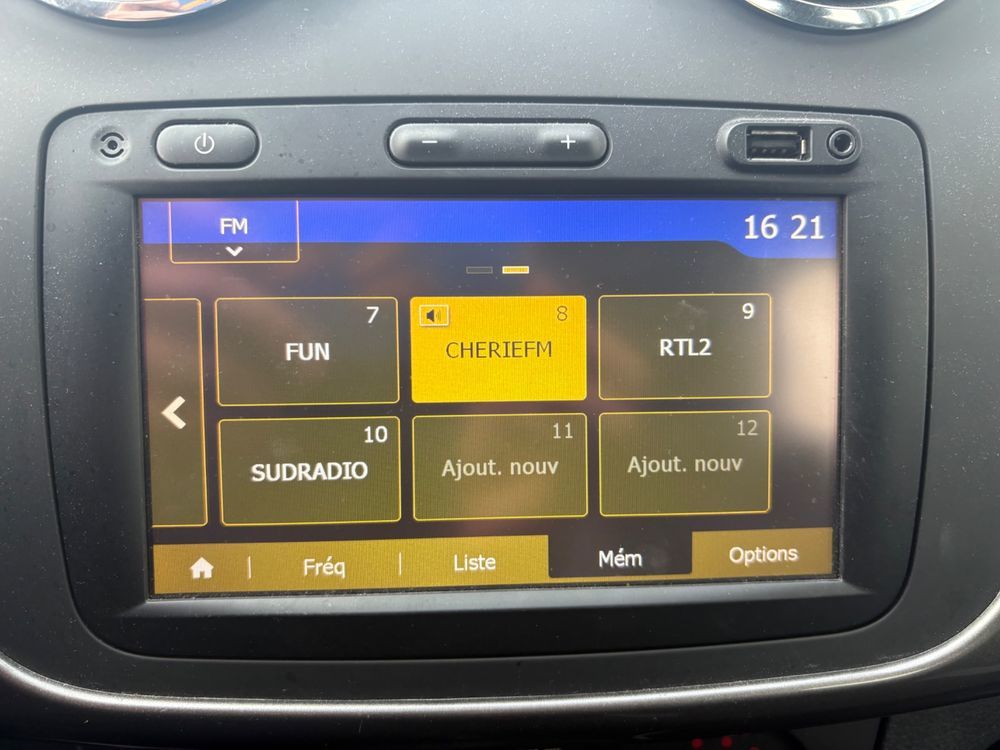 − +
FM 16 21
7 8 9
FUN CHERIEFM RTL2
10 11 12
SUDRADIO Ajout. nouv Ajout. nouv
Fréq Liste Mém Options